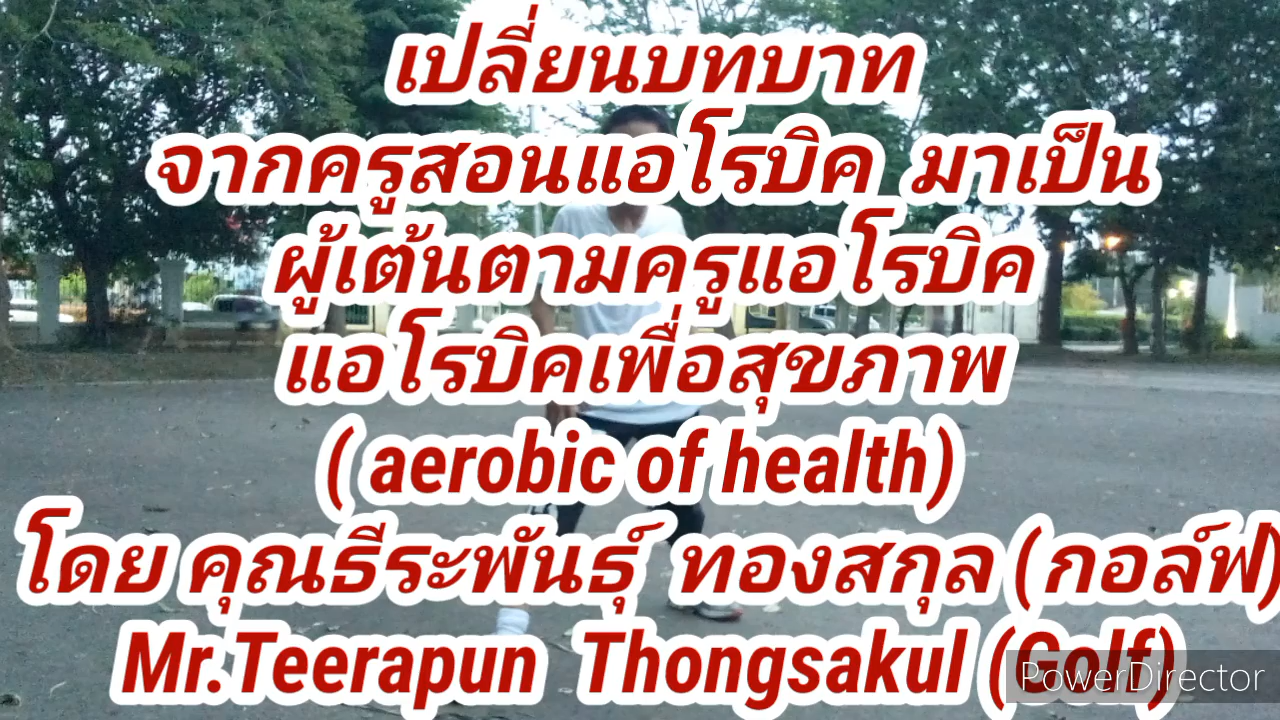 เปลี่ยนบทบาท
จากครูสอนแอโรบิค มาเป็น
ผู้เต้นตามครูแอโรบิค
แอโรบิคเพื่อสุขภาพ
( aerobic of health)
โดย คุณธีระพันธุ์ ทองสกุล (กอล์ฟ)
Mr.Teerapun Thongsakul (Golf)
PowerDirector